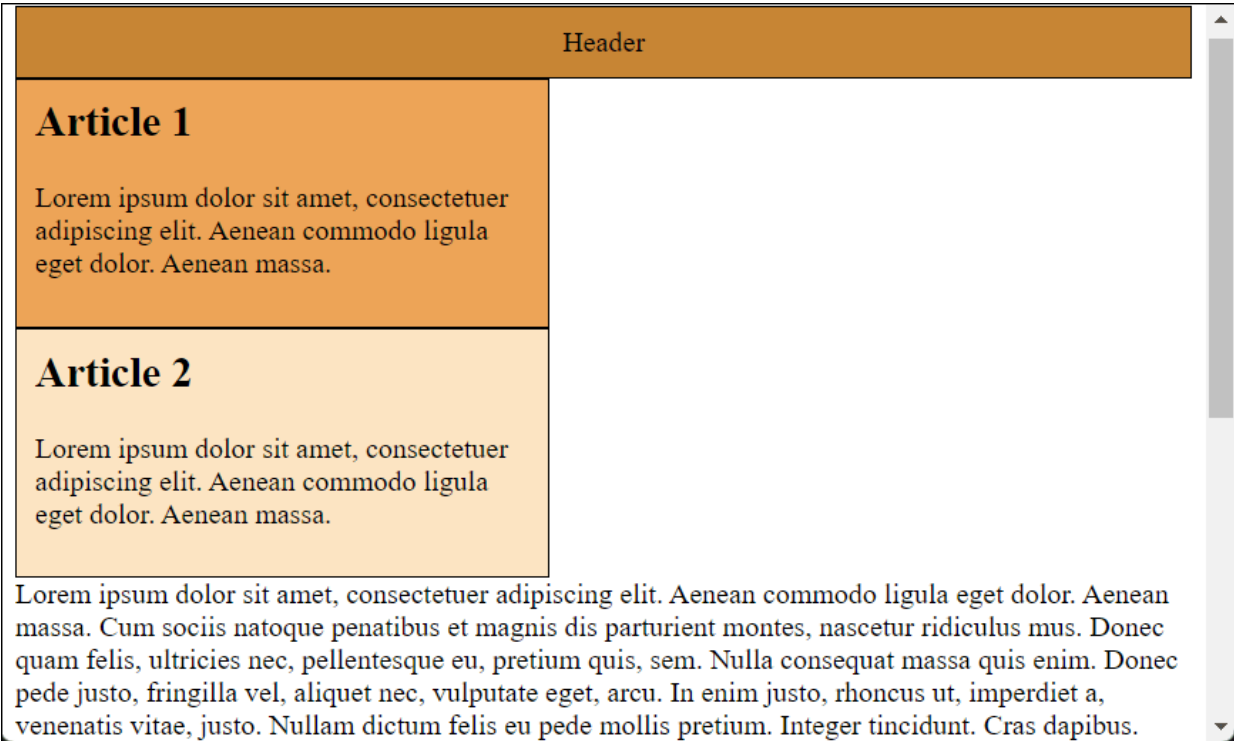 Header
Article 1
Lorem ipsum dolor sit amet, consectetuer
adipiscing elit. Aenean commodo ligula
eget dolor. Aenean massa.
Article 2
Lorem ipsum dolor sit amet, consectetuer
adipiscing elit. Aenean commodo ligula
eget dolor. Aenean massa.
Lorem ipsum dolor sit amet, consectetuer adipiscing elit. Aenean commodo ligula eget dolor. Aenean
massa. Cum sociis natoque penatibus et magnis dis parturient montes, nascetur ridiculus mus. Donec
quam felis, ultricies nec, pellentesque eu, pretium quis, sem. Nulla consequat massa quis enim. Donec
pede justo, fringilla vel, aliquet nec, vulputate eget, arcu. In enim justo, rhoncus ut, imperdiet a,
venenatis vitae, justo. Nullam dictum felis eu pede mollis pretium. Integer tincidunt. Cras dapibus.